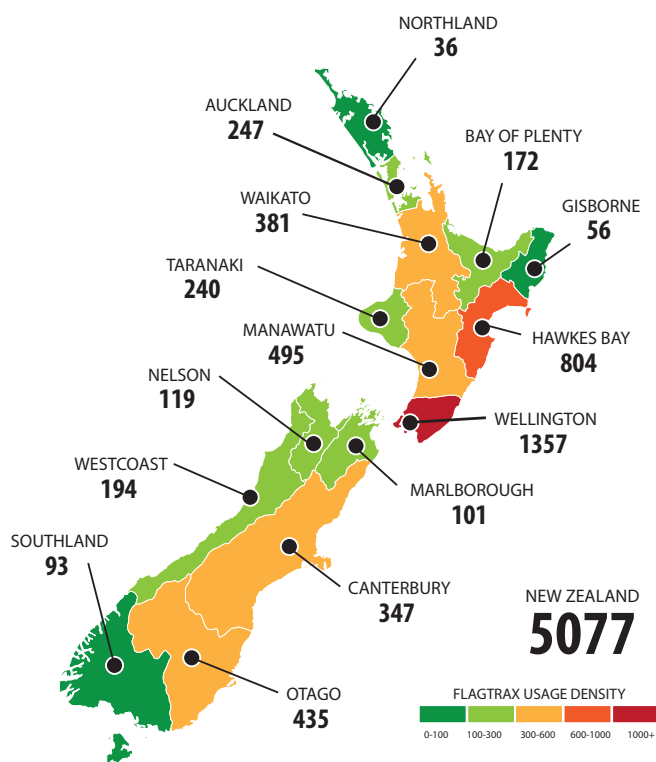 NORTHLAND
36
AUCKLAND
247
BAY OF PLENTY
172
WAIKATO
381
GISBORNE
56
TARANAKI
240
MANAWATU
495
HAWKES BAY
804
NELSON
119
WELLINGTON
1357
WESTCOAST
194
MARLBOROUGH
101
SOUTHLAND
93
CANTERBURY
347
NEW ZEALAND
5077
OTAGO
435
FLAGTRAX USAGE DENSITY
0-100 100-300 300-600 600-1000 1000+